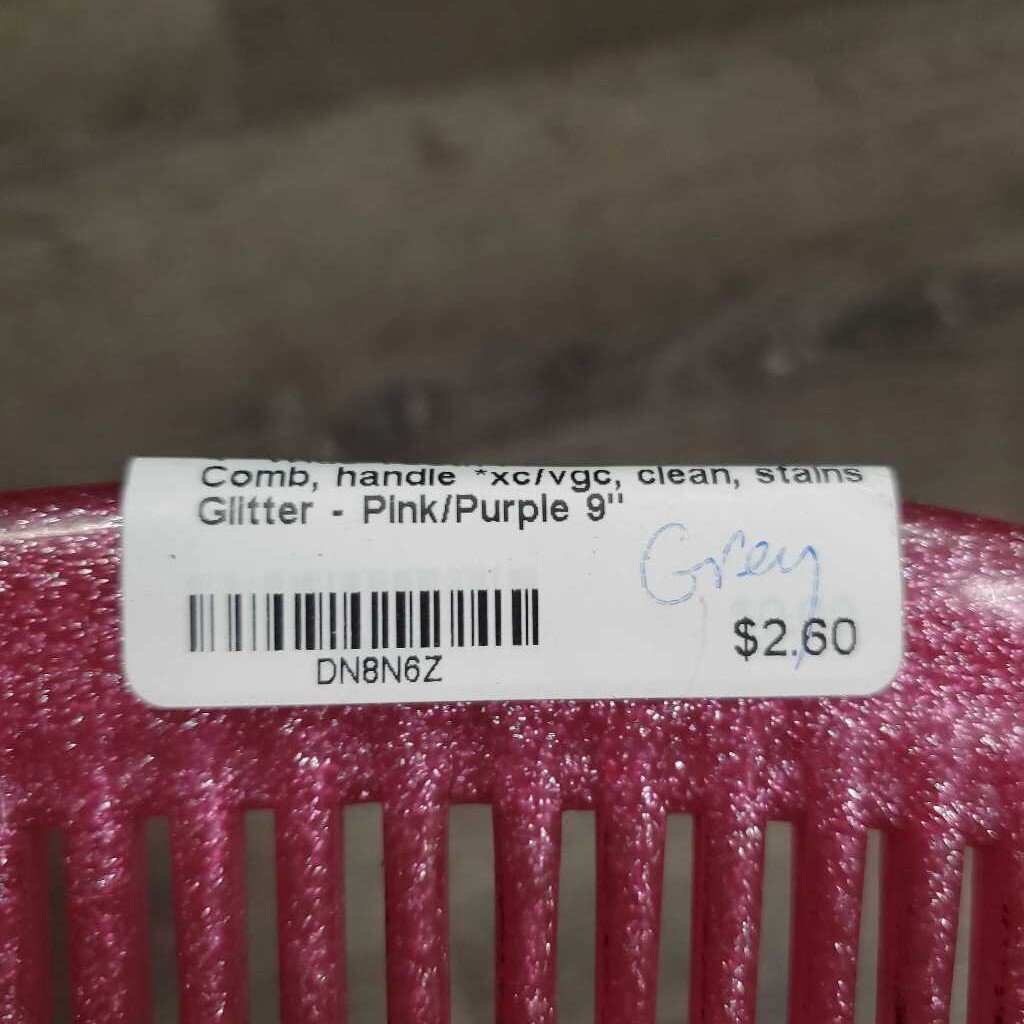 Comb, handle *xc/vgc, clean, stains
Glitter - Pink/Purple 9"
Grey
$2.60
DN8N6Z